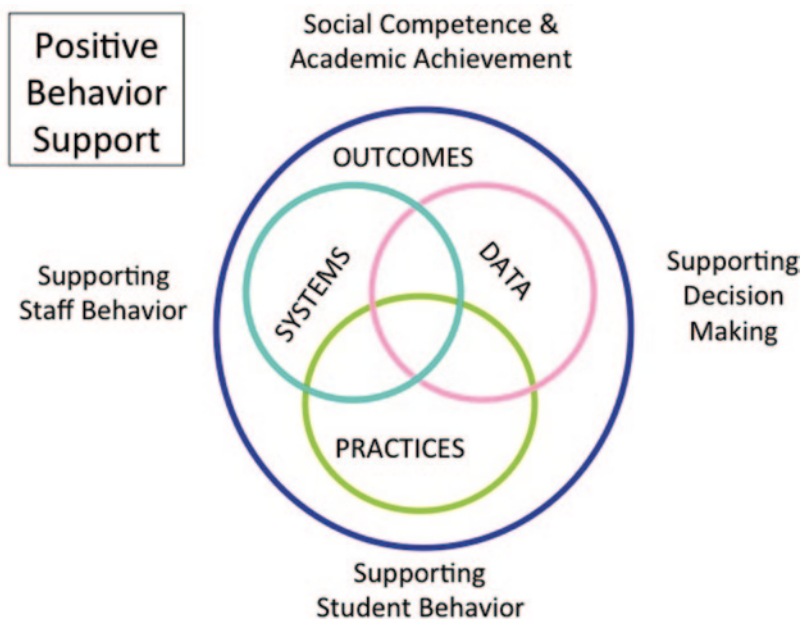 Positive
Behavior
Support
Social Competence &
Academic Achievement
OUTCOMES
SYSTEMS
DATA
Supporting
Staff Behavior
Supporting
Decision
Making
PRACTICES
Supporting
Student Behavior